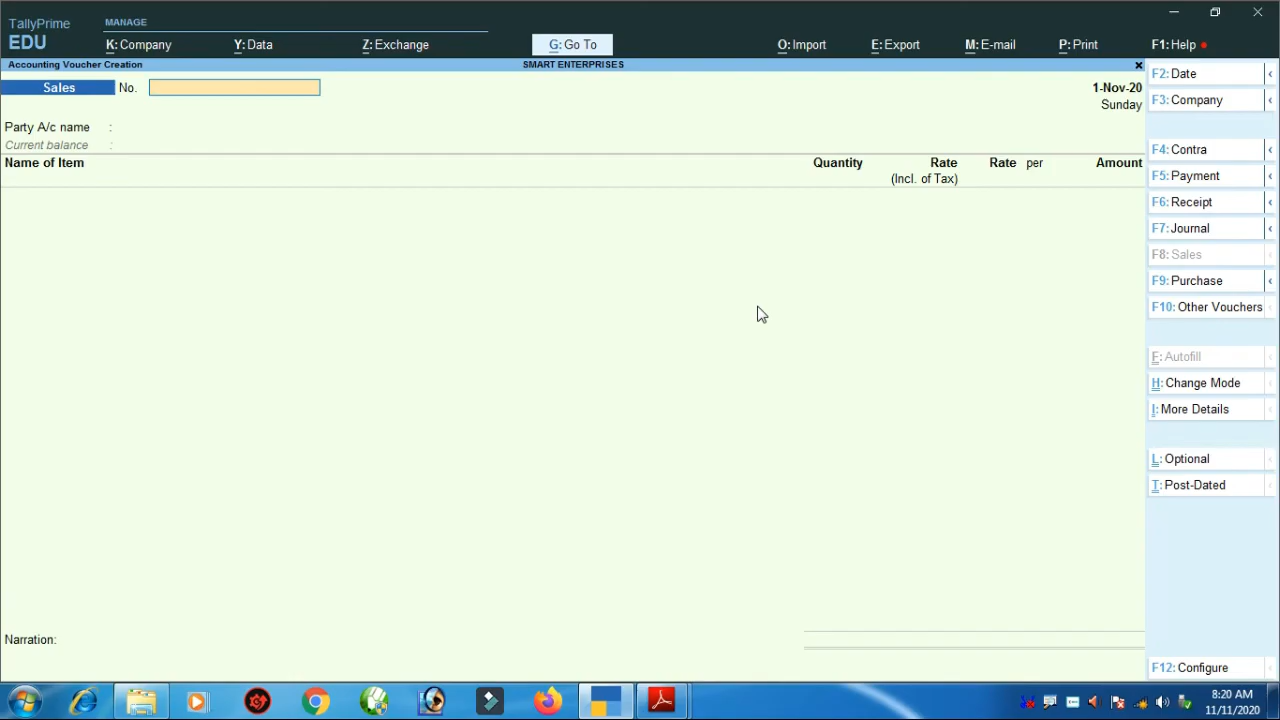 TallyPrime
EDU
MANAGE
K: Company
Y: Data
Z: Exchange
G: Go To
O: Import
E: Export
M: E-mail
P: Print
F1: Help
Accounting Voucher Creation
SMART ENTERPRISES
Sales
No.
1-Nov-20
Sunday
Party A/c name :
Current balance :
Name of Item
Quantity
Rate
(Incl. of Tax)
Rate per
Amount
Narration:
F2: Date
F3: Company
F4: Contra
F5: Payment
F6: Receipt
F7: Journal
F8: Sales
F9: Purchase
F10: Other Vouchers
F: Autofill
H: Change Mode
I: More Details
L: Optional
T: Post-Dated
F12: Configure
8:20 AM
11/11/2020